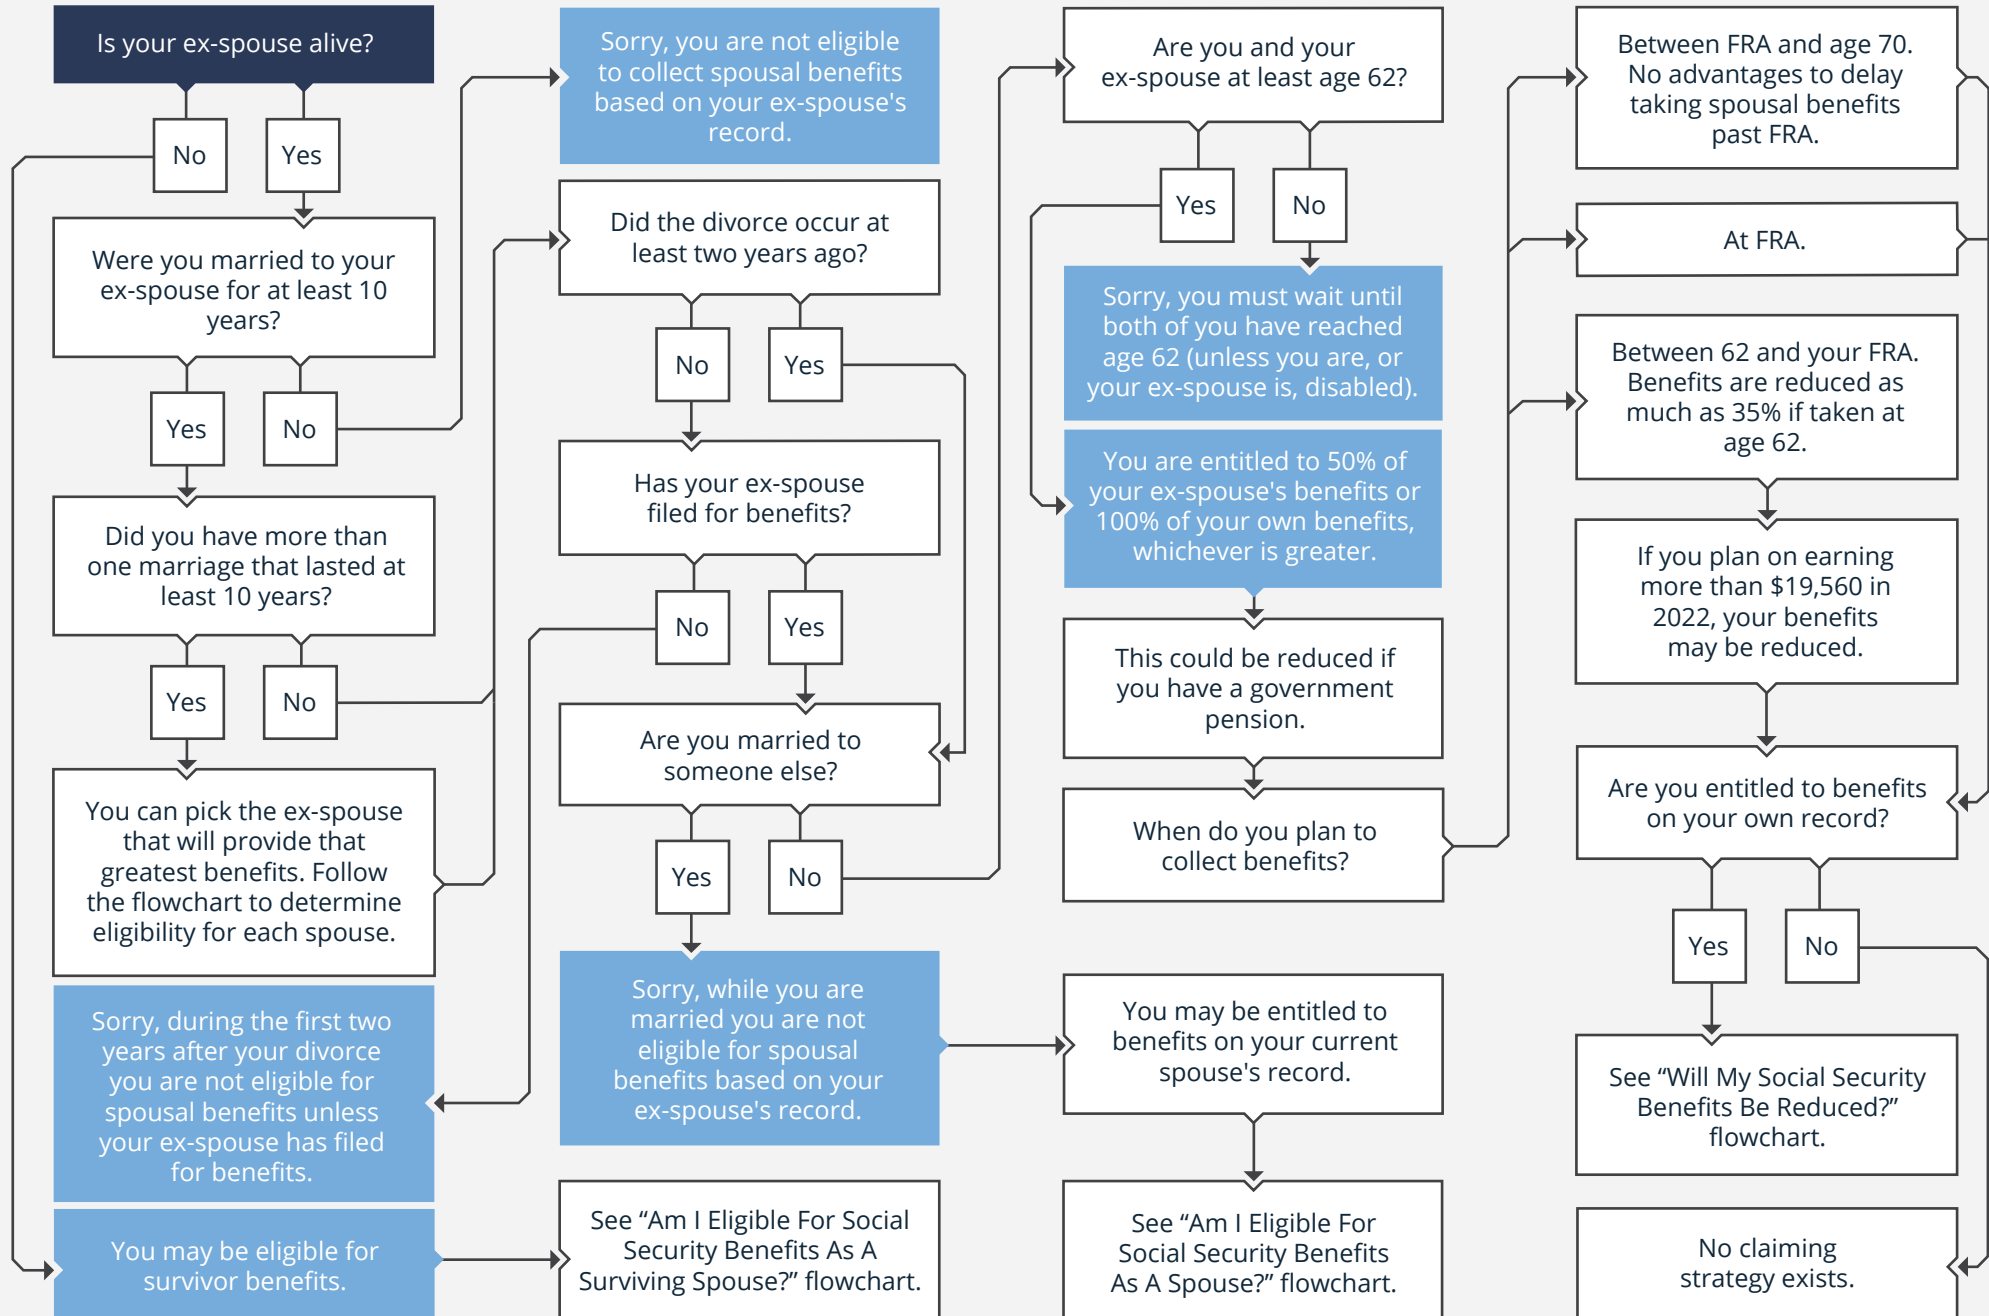 Is your ex-spouse alive?
No
Yes
Were you married to your
ex-spouse for at least 10
years?
Yes
No
Did you have more than
one marriage that lasted at
least 10 years?
Yes
No
You can pick the ex-spouse
that will provide that
greatest benefits. Follow
the flowchart to determine
eligibility for each spouse.
Sorry, during the first two
years after your divorce
you are not eligible for
spousal benefits unless
your ex-spouse has filed
for benefits.
You may be eligible for
survivor benefits.
Sorry, you are not eligible
to collect spousal benefits
based on your ex-spouse's
record.
Did the divorce occur at
least two years ago?
No
Yes
Has your ex-spouse
filed for benefits?
No
Yes
Are you married to
someone else?
Yes
No
Sorry, while you are
married you are not
eligible for spousal
benefits based on your
ex-spouse's record.
See “Am I Eligible For Social
Security Benefits As A
Surviving Spouse?” flowchart.
Are you and your
ex-spouse at least age 62?
Yes
No
Sorry, you must wait until
both of you have reached
age 62 (unless you are, or
your ex-spouse is, disabled).
You are entitled to 50% of
your ex-spouse's benefits or
100% of your own benefits,
whichever is greater.
This could be reduced if
you have a government
pension.
When do you plan to
collect benefits?
You may be entitled to
benefits on your current
spouse's record.
See “Am I Eligible For
Social Security Benefits
As A Spouse?” flowchart.
Between FRA and age 70.
No advantages to delay
taking spousal benefits
past FRA.
At FRA.
Between 62 and your FRA.
Benefits are reduced as
much as 35% if taken at
age 62.
If you plan on earning
more than $19,560 in
2022, your benefits
may be reduced.
Are you entitled to benefits
on your own record?
Yes
No
See “Will My Social Security
Benefits Be Reduced?”
flowchart.
No claiming
strategy exists.